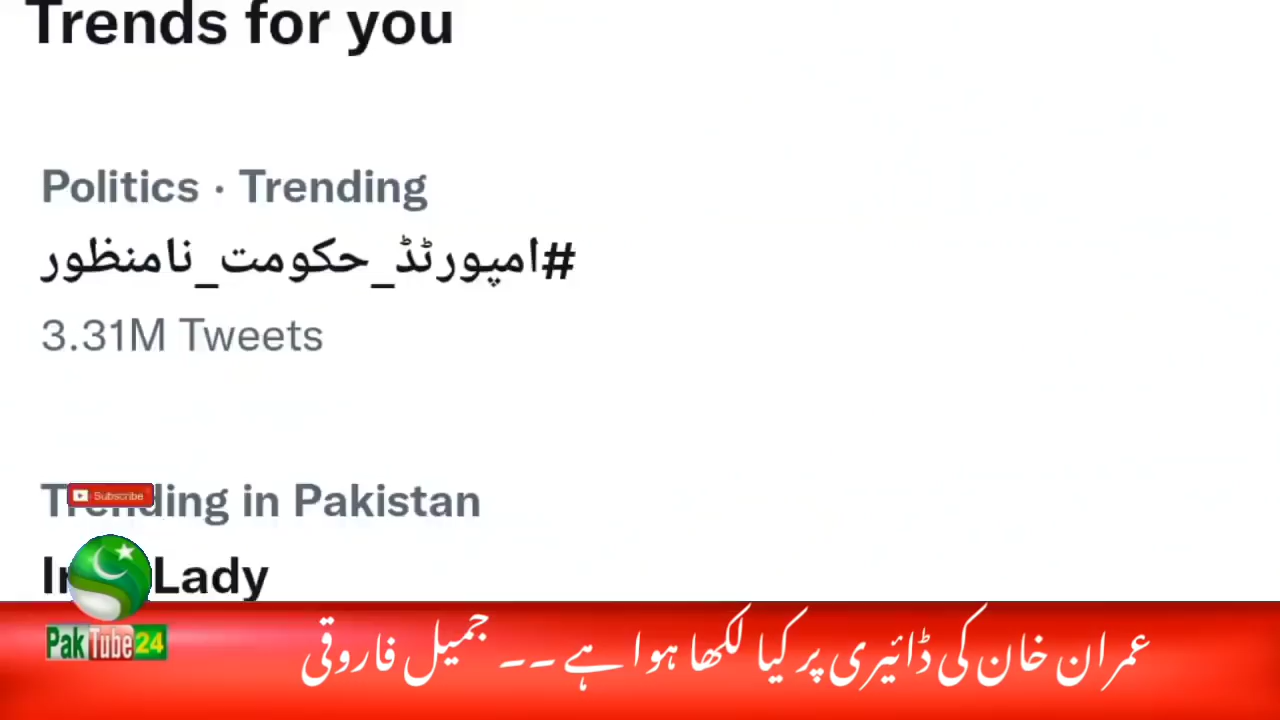 Trends for you
Politics · Trending
#امپورٹڈ_حکومت_نامنظور
3.31M Tweets
Trending in Pakistan
Subscribe
Lady
PakTube24
عمران خان کی ڈائیری پر کیا لکھا ہوا ہے -- جمیل فاروقی